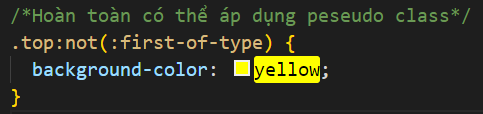 /*Hoàn toàn có thể áp dụng peseudo class*/
.top:not(:first-of-type) {
  background-color: yellow;
}